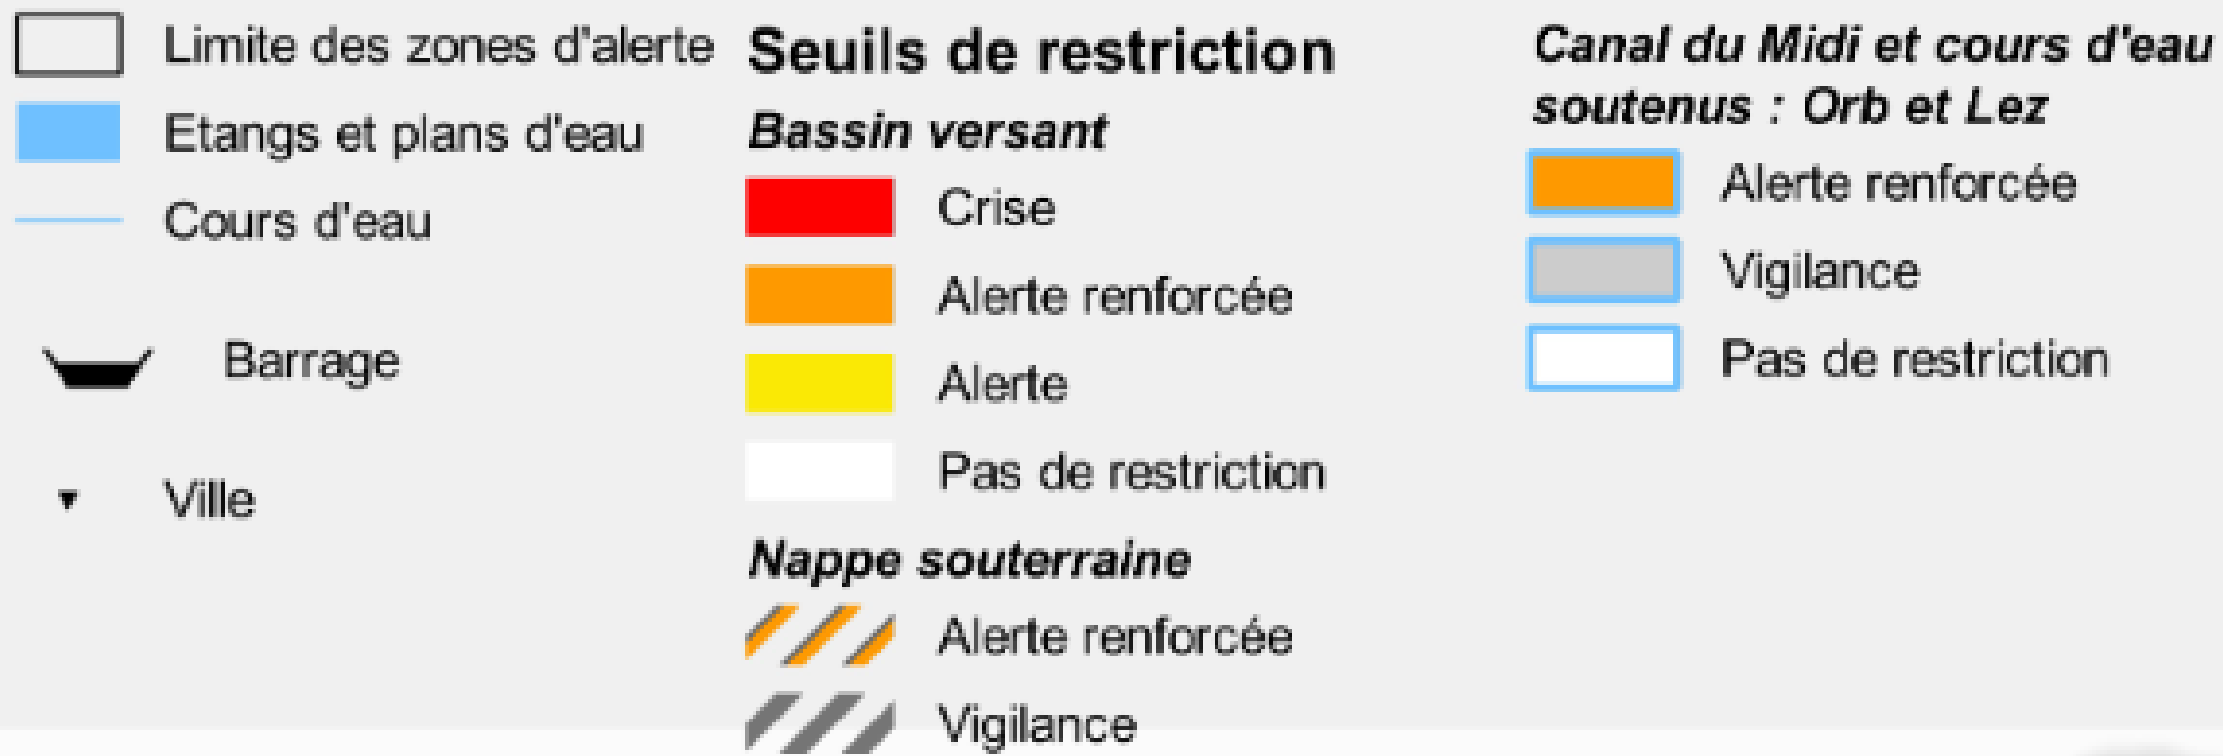 Limite des zones d'alerte
Etangs et plans d'eau
Cours d'eau
Barrage
Ville
Seuils de restriction
Bassin versant
Crise
Alerte renforcée
Alerte
Pas de restriction
Nappe souterraine
Alerte renforcée
Vigilance
Canal du Midi et cours d'eau
soutenus : Orb et Lez
Alerte renforcée
Vigilance
Pas de restriction